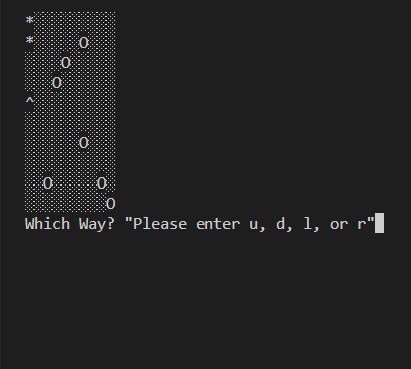 *░░░░░░░░░
*░░░░░O░░░
░░░░O░░░░░
░░░O░░░░░░
^░░░░░░░░░
░░░░░░░░░░
░░░░░░O░░░
░░░░░░░░░░
░░O░░░░░O░
░░░░░░░░░O
Which Way? "Please enter u, d, l, or r"